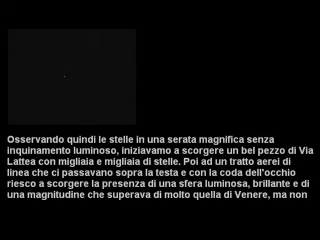 Osservando quindi le stelle in una serata magnifica senza
inquinamento luminoso, iniziavamo a scorgere un bel pezzo di Via
Lattea con migliaia e migliaia di stelle. Poi ad un tratto aerei di
linea che ci passavano sopra la testa e con la coda dell'occhio
riesco a scorgere la presenza di una sfera luminosa, brillante e di
una magnitudine che superava di molto quella di Venere, ma non